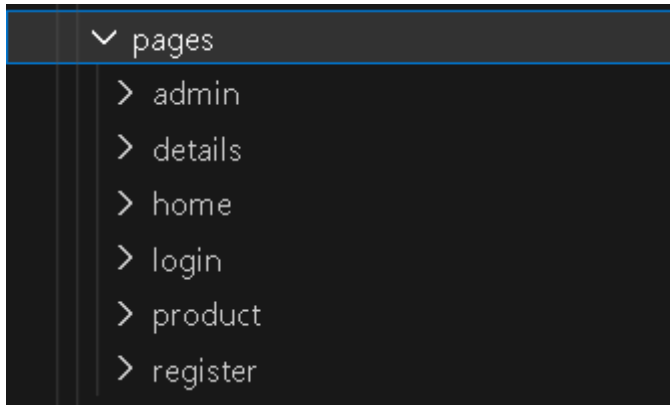 pages
admin
details
home
login
product
register